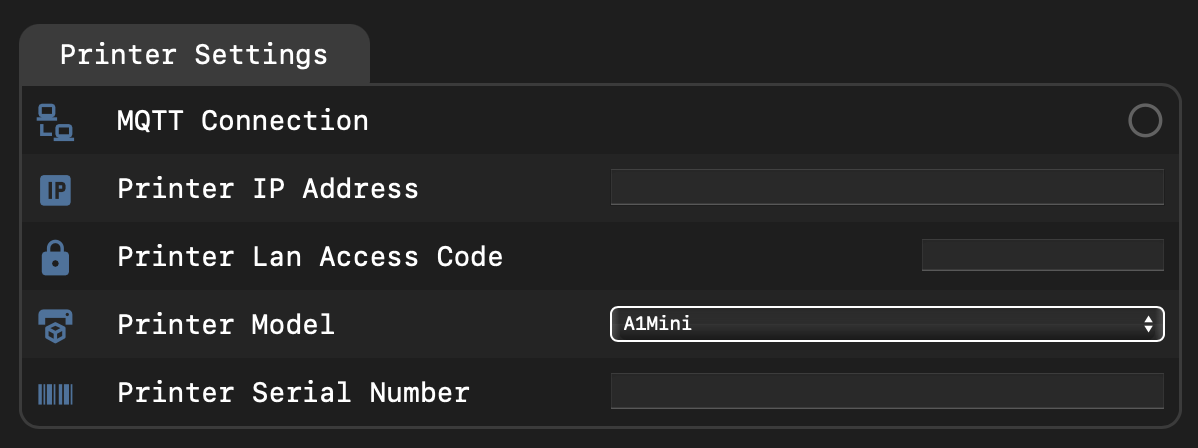 Printer Settings
MQTT Connection
IP Printer IP Address
Printer Lan Access Code
Printer Model A1Mini
Printer Serial Number